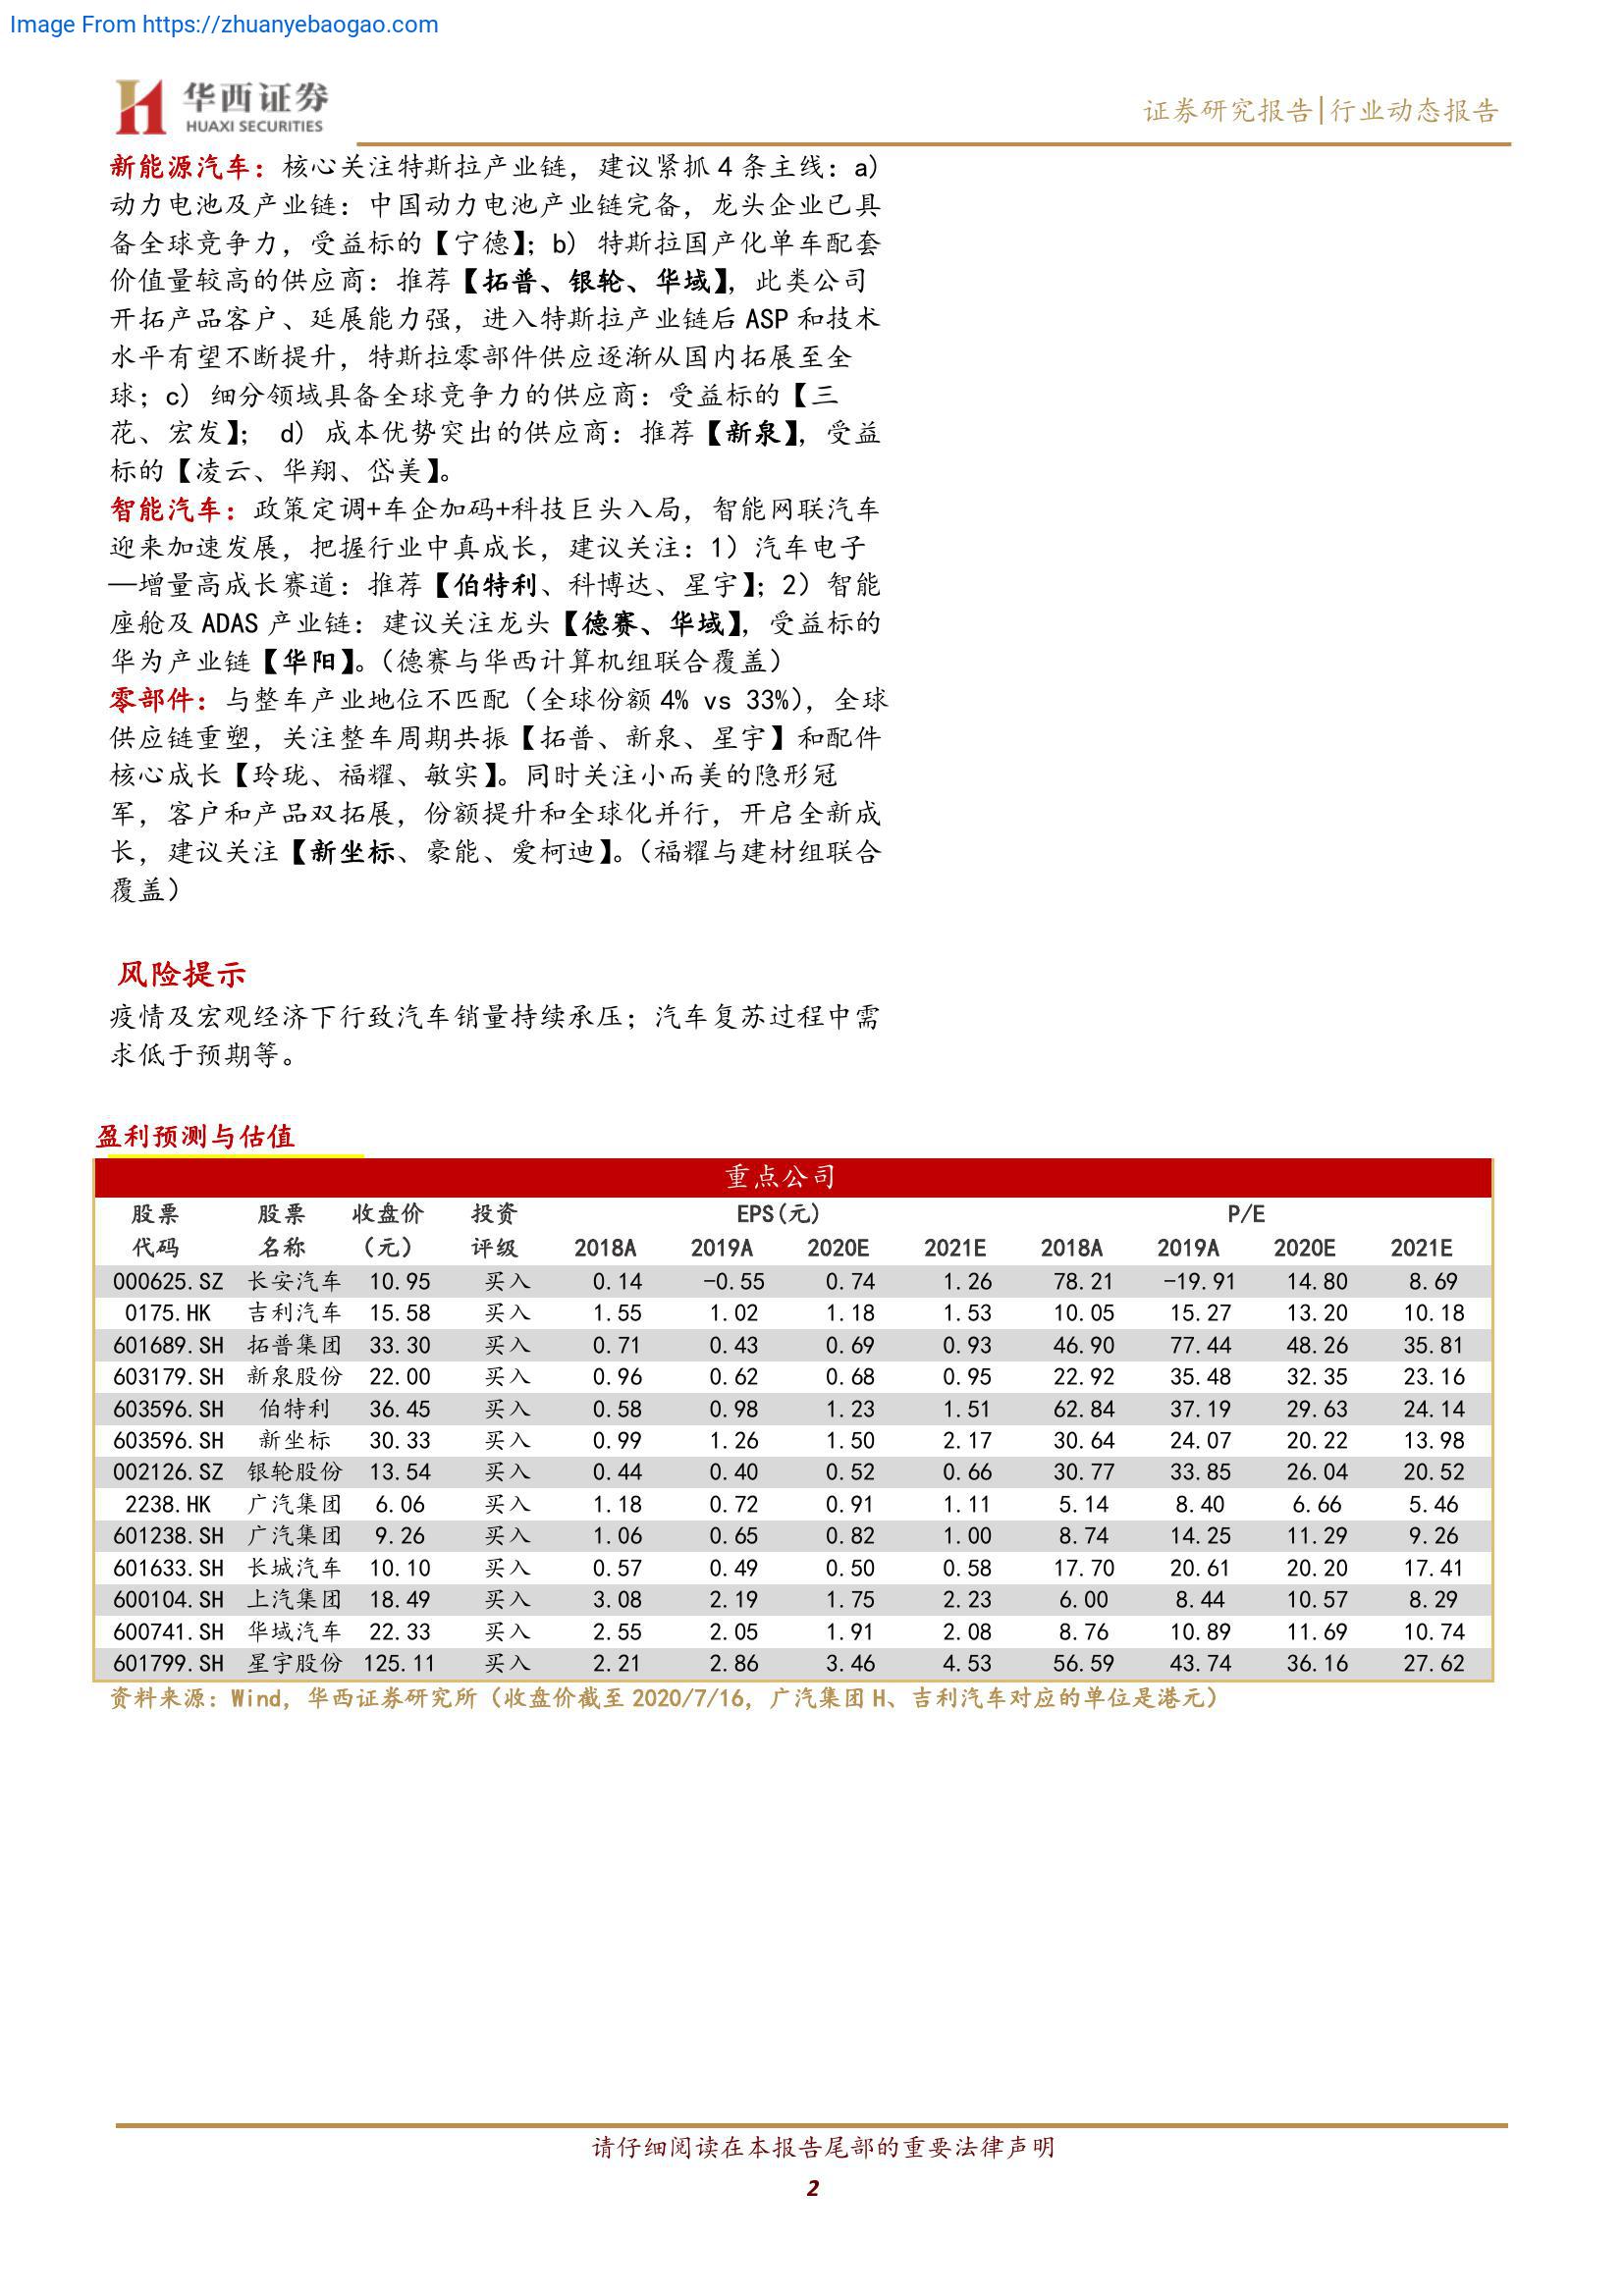 Image From https://zhuanyebaogao.com
华西证券
HUAXI SECURITIES
证券研究报告|行业动态报告
新能源汽车：核心关注特斯拉产业链，建议紧抓 4 条主线：a)
动力电池及产业链：中国动力电池产业链完备，龙头企业已具
备全球竞争力，受益标的【宁德】；b) 特斯拉国产化单车配套
价值量较高的供应商：推荐【拓普、银轮、华域】，此类公司
开拓产品客户、延展能力强，进入特斯拉产业链后 ASP 和技术
水平有望不断提升，特斯拉零部件供应逐渐从国内拓展至全
球；c) 细分领域具备全球竞争力的供应商：受益标的【三
花、宏发】； d) 成本优势突出的供应商：推荐【新泉】，受益
标的【凌云、华翔、岱美】。
智能汽车：政策定调+车企加码+科技巨头入局，智能网联汽车
迎来加速发展，把握行业中真成长，建议关注：1）汽车电子
—增量高成长赛道：推荐【伯特利、科博达、星宇】；2）智能
座舱及 ADAS 产业链：建议关注龙头【德赛、华域】，受益标的
华为产业链【华阳】。（德赛与华西计算机组联合覆盖）
零部件：与整车产业地位不匹配（全球份额 4% vs 33%），全球
供应链重塑，关注整车周期共振【拓普、新泉、星宇】和配件
核心成长【玲珑、福耀、敏实】。同时关注小而美的隐形冠
军，客户和产品双拓展，份额提升和全球化并行，开启全新成
长，建议关注【新坐标、豪能、爱柯迪】。（福耀与建材组联合
覆盖）
风险提示
疫情及宏观经济下行致汽车销量持续承压；汽车复苏过程中需
求低于预期等。
盈利预测与估值
重点公司
股票 股票 收盘价 投资 EPS(元) P/E
代码 名称 （元） 评级 2018A 2019A 2020E 2021E 2018A 2019A 2020E 2021E
000625.SZ 长安汽车 10.95 买入 0.14 -0.55 0.74 1.26 78.21 -19.91 14.80 8.69
0175.HK 吉利汽车 15.58 买入 1.55 1.02 1.18 1.53 10.05 15.27 13.20 10.18
601689.SH 拓普集团 33.30 买入 0.71 0.43 0.69 0.93 46.90 77.44 48.26 35.81
603179.SH 新泉股份 22.00 买入 0.96 0.62 0.68 0.95 22.92 35.48 32.35 23.16
603596.SH 伯特利 36.45 买入 0.58 0.98 1.23 1.51 62.84 37.19 29.63 24.14
603596.SH 新坐标 30.33 买入 0.99 1.26 1.50 2.17 30.64 24.07 20.22 13.98
002126.SZ 银轮股份 13.54 买入 0.44 0.40 0.52 0.66 30.77 33.85 26.04 20.52
2238.HK 广汽集团 6.06 买入 1.18 0.72 0.91 1.11 5.14 8.40 6.66 5.46
601238.SH 广汽集团 9.26 买入 1.06 0.65 0.82 1.00 8.74 14.25 11.29 9.26
601633.SH 长城汽车 10.10 买入 0.57 0.49 0.50 0.58 17.70 20.61 20.20 17.41
600104.SH 上汽集团 18.49 买入 3.08 2.19 1.75 2.23 6.00 8.44 10.57 8.29
600741.SH 华域汽车 22.33 买入 2.55 2.05 1.91 2.08 8.76 10.89 11.69 10.74
601799.SH 星宇股份 125.11 买入 2.21 2.86 3.46 4.53 56.59 43.74 36.16 27.62
资料来源：Wind，华西证券研究所（收盘价截至 2020/7/16，广汽集团 H、吉利汽车对应的单位是港元）
请仔细阅读在本报告尾部的重要法律声明
2